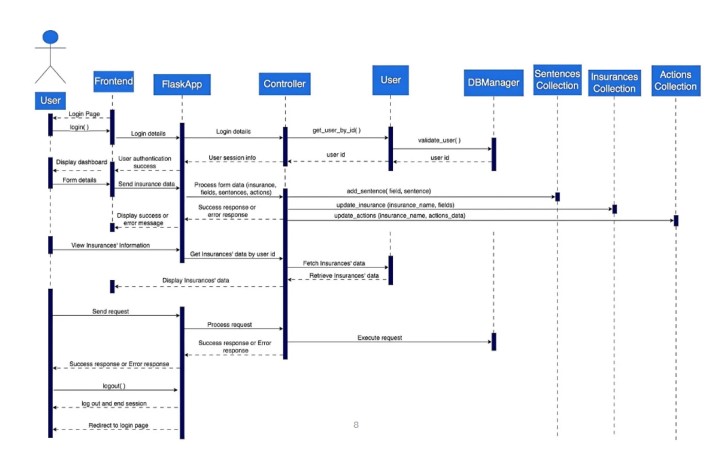 User
Frontend
FlaskApp
Controller
User
DBManager
Sentences
Collection
Insurances
Collection
Actions
Collection
Login Page
login( )
Login details
Login details
get_user_by_id( )
validate_user( )
user id
user id
User session info
User authentication
success
Display dashboard
Form details
Send insurance data
Process form data (insurance,
fields, sentences, actions)
add_sentence( field, sentence)
update_insurance (insurance_name, fields)
update_actions (insurance_name, actions_data)
Success response or
error response
Display success or
error message
View Insurances' Information
Get Insurances' data by user id
Fetch Insurances' data
Retrieve Insurances' data
Display Insurances' data
Send request
Process request
Execute request
Success response or Error
response
Success response or Error response
logout( )
log out and end session
Redirect to login page
8